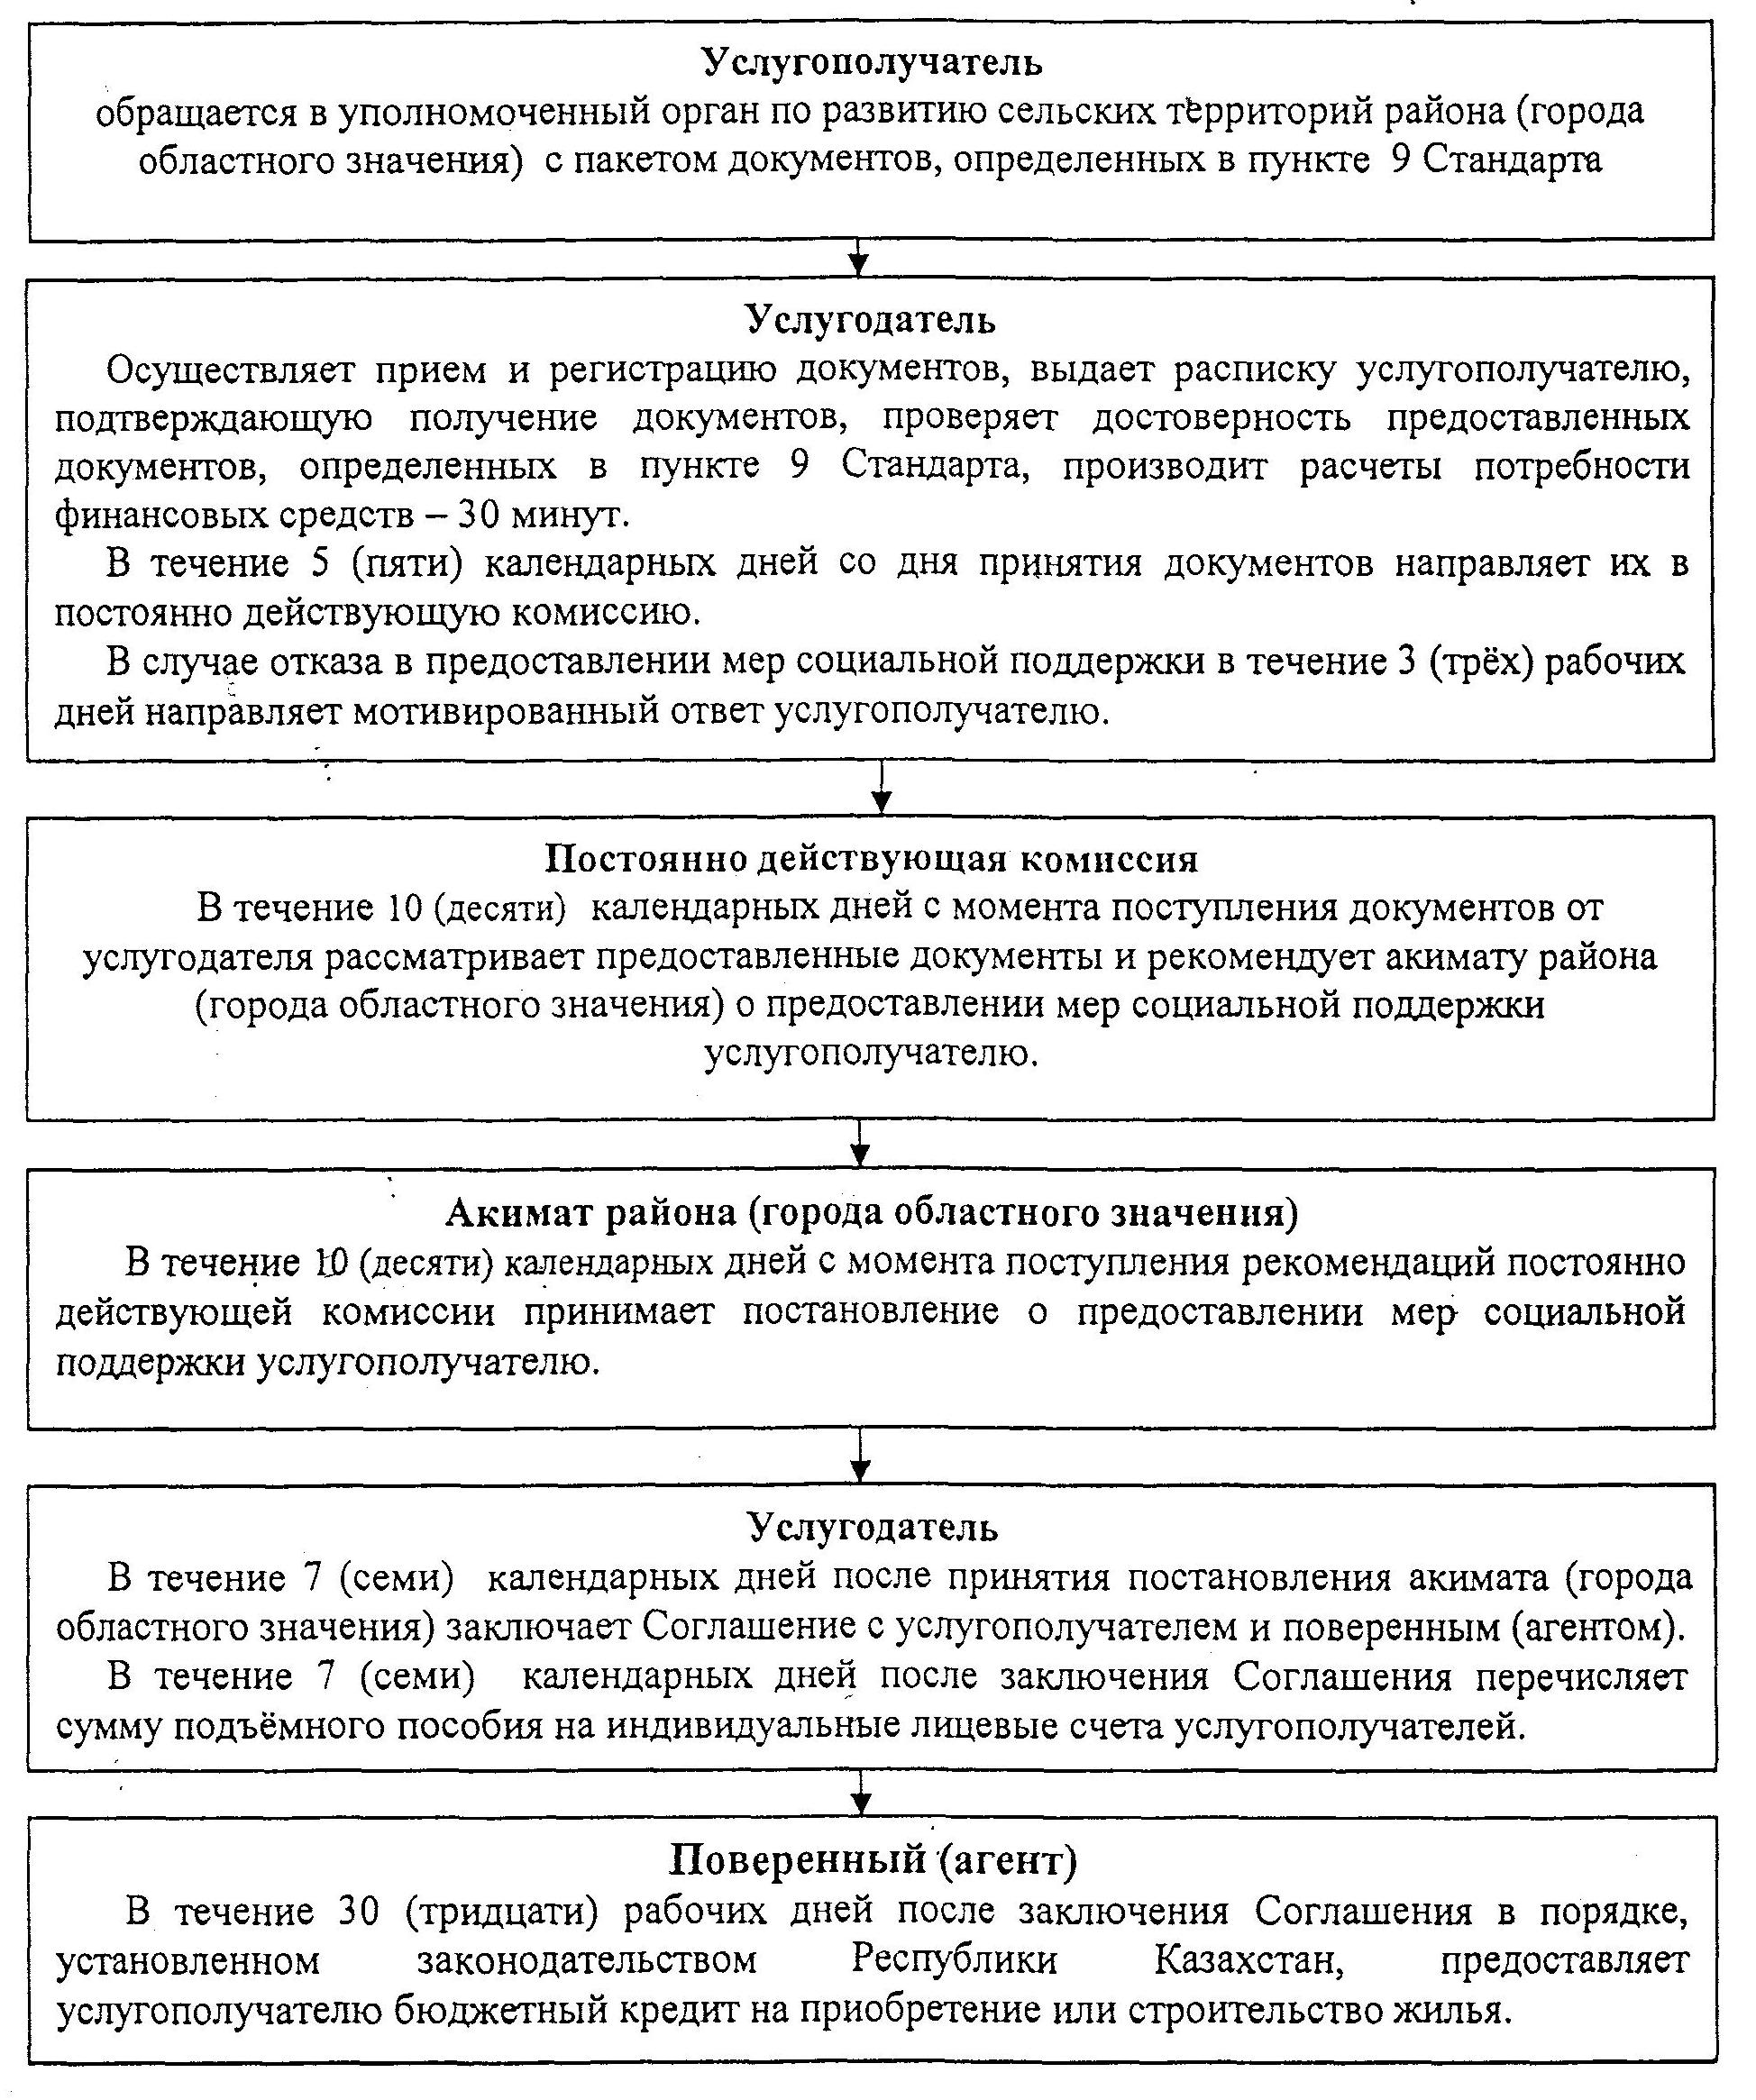 Услугополучатель
обращается в уполномоченный орган по развитию сельских территорий района (города
областного значения) с пакетом документов, определенных в пункте 9 Стандарта
Услугодатель
Осуществляет прием и регистрацию документов, выдает расписку услугополучателю,
подтверждающую получение документов, проверяет достоверность предоставленных
документов, определенных в пункте 9 Стандарта, производит расчеты потребности
финансовых средств – 30 минут.
В течение 5 (пяти) календарных дней со дня принятия документов направляет их в
постоянно действующую комиссию.
В случае отказа в предоставлении мер социальной поддержки в течение 3 (трёх) рабочих
дней направляет мотивированный ответ услугополучателю.
Постоянно действующая комиссия
В течение 10 (десяти) календарных дней с момента поступления документов от
услугодателя рассматривает предоставленные документы и рекомендует акимату района
(города областного значения) о предоставлении мер социальной поддержки
услугополучателю.
Акимат района (города областного значения)
В течение 10 (десяти) календарных дней с момента поступления рекомендаций постоянно
действующей комиссии принимает постановление о предоставлении мер социальной
поддержки услугополучателю.
Услугодатель
В течение 7 (семи) календарных дней после принятия постановления акимата (города
областного значения) заключает Соглашение с услугополучателем и поверенным (агентом).
В течение 7 (семи) календарных дней после заключения Соглашения перечисляет
сумму подъёмного пособия на индивидуальные лицевые счета услугополучателей.
Поверенный (агент)
В течение 30 (тридцати) рабочих дней после заключения Соглашения в порядке,
установленном законодательством Республики Казахстан, предоставляет
услугополучателю бюджетный кредит на приобретение или строительство жилья.